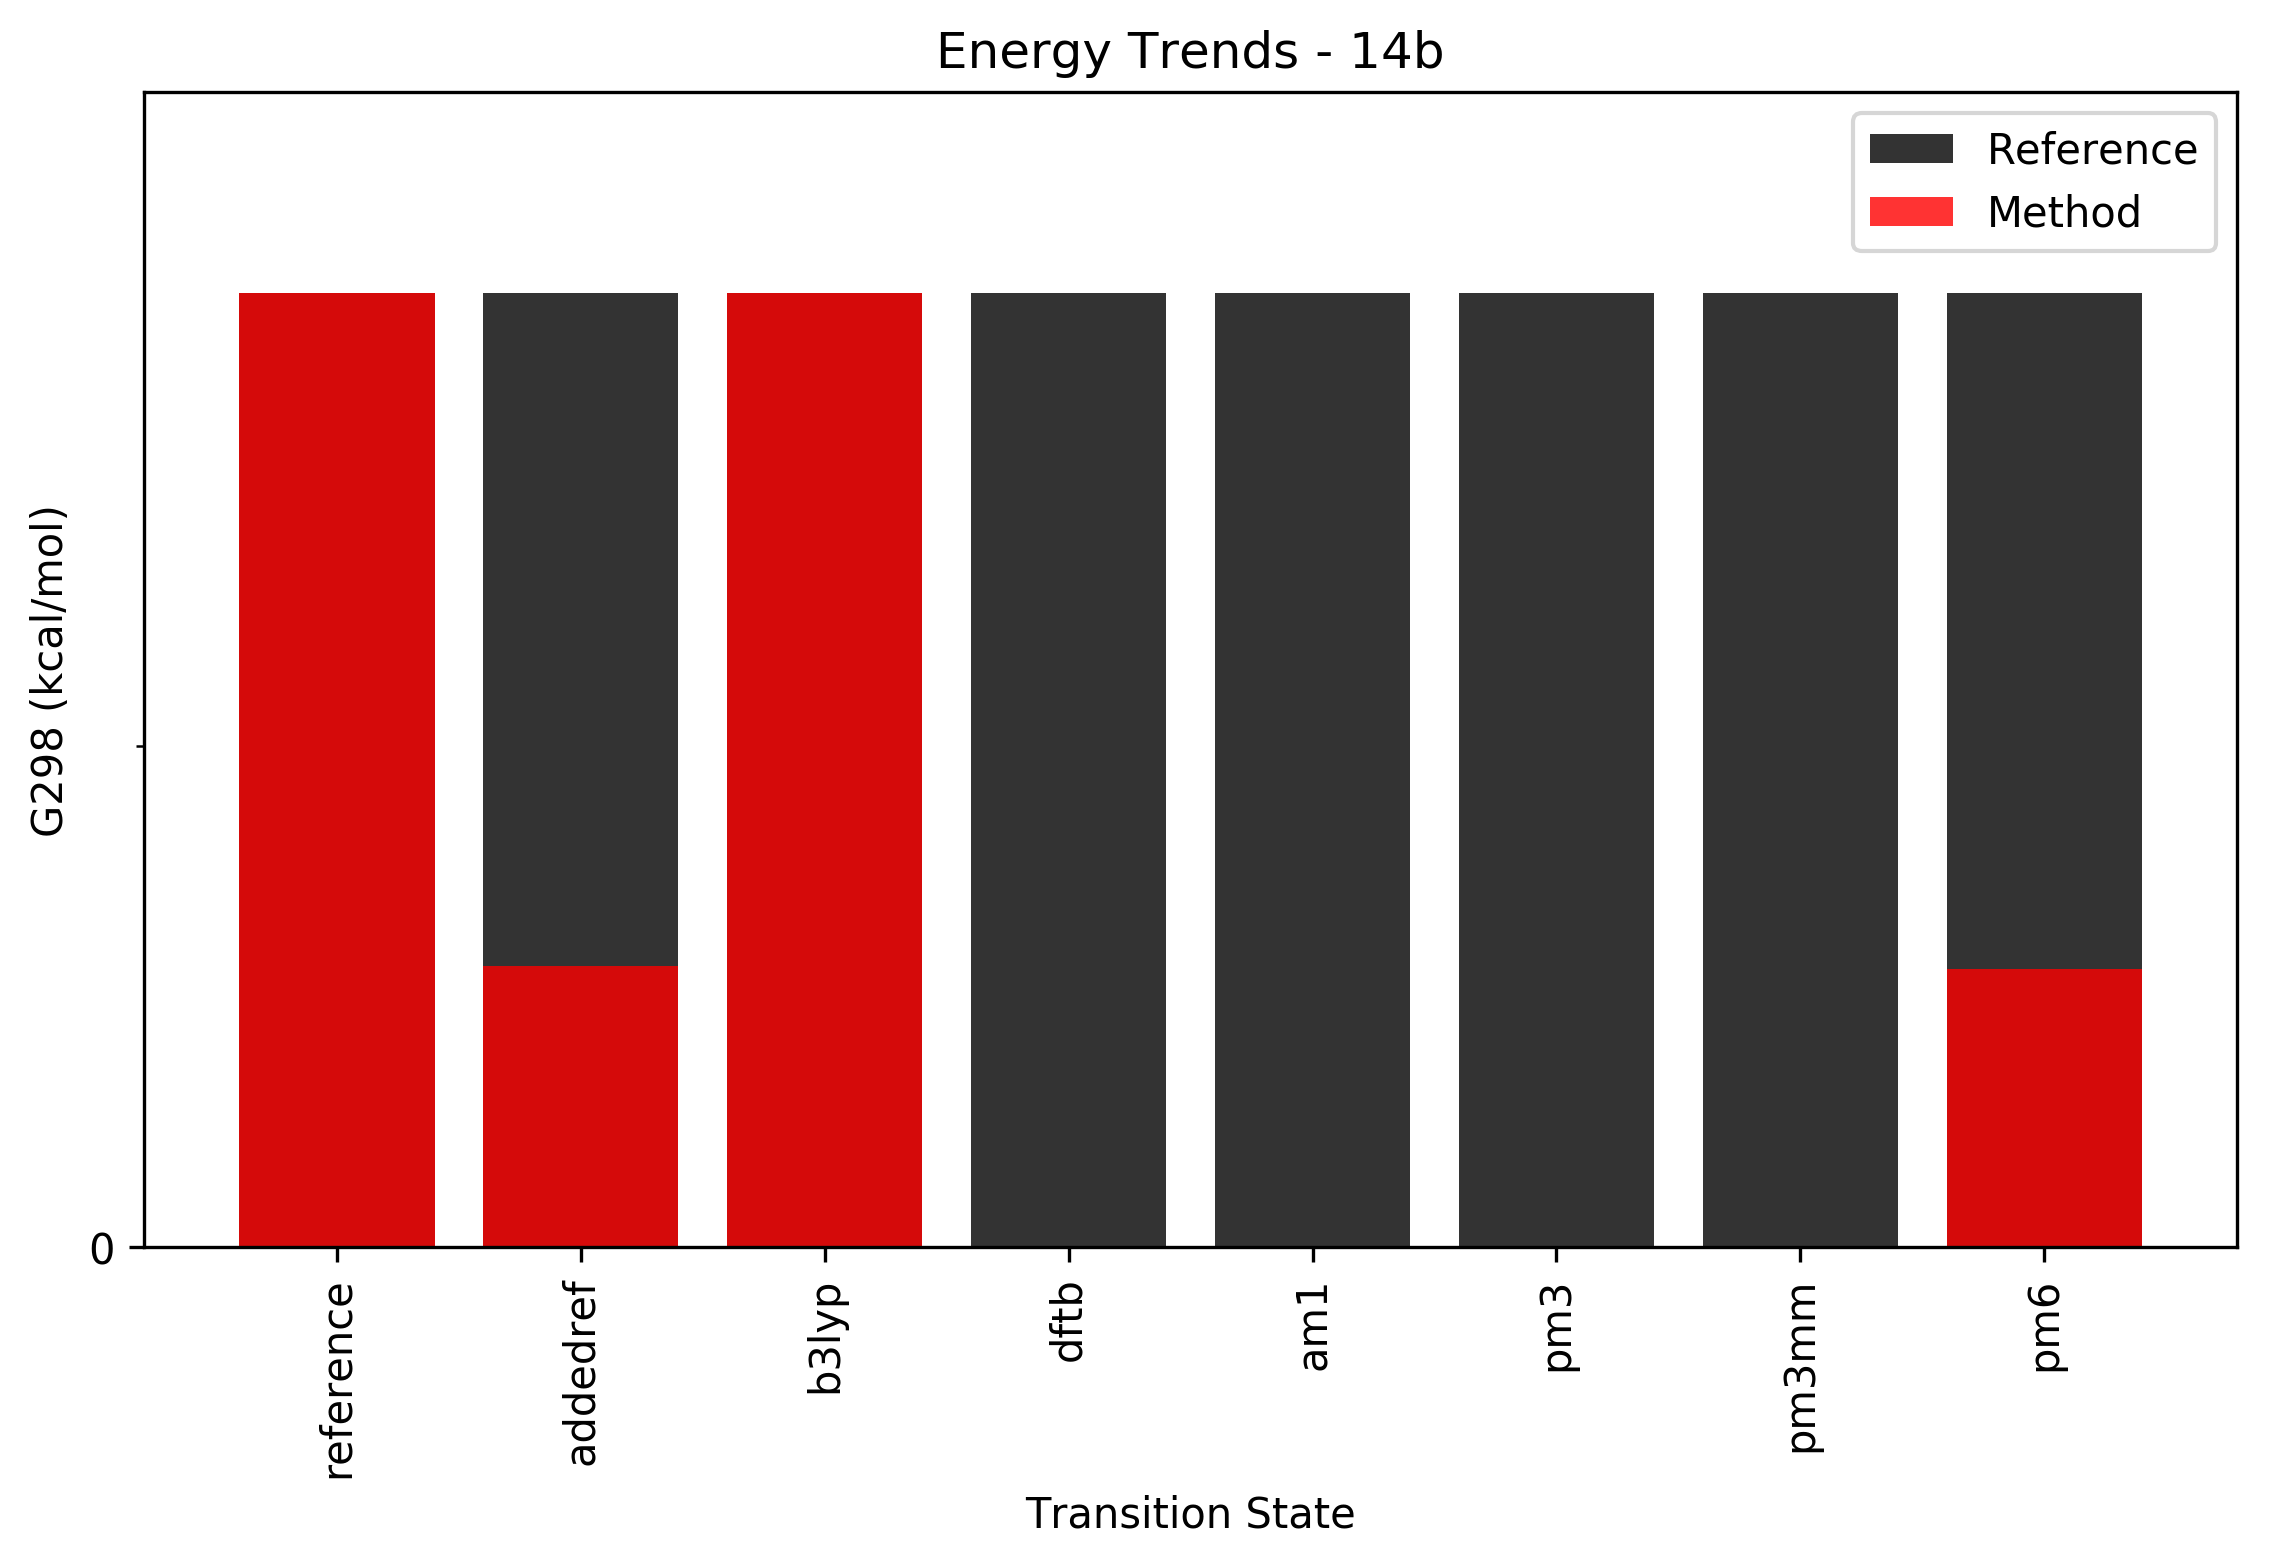 Energy Trends - 14b
Reference
Method
G298 (kcal/mol)
0
reference
addedref
b3lyp
dftb
am1
pm3
pm3mm
pm6
Transition State